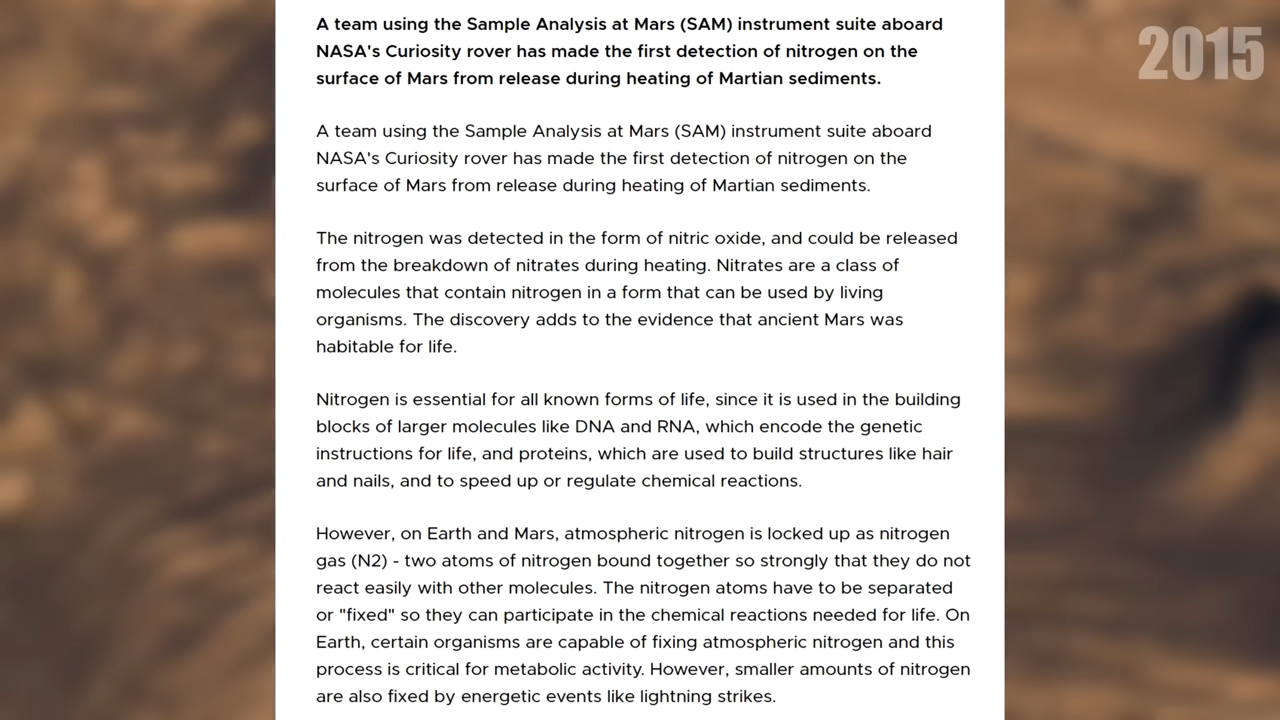 A team using the Sample Analysis at Mars (SAM) instrument suite aboard
NASA's Curiosity rover has made the first detection of nitrogen on the
surface of Mars from release during heating of Martian sediments.
2015
A team using the Sample Analysis at Mars (SAM) instrument suite aboard
NASA's Curiosity rover has made the first detection of nitrogen on the
surface of Mars from release during heating of Martian sediments.
The nitrogen was detected in the form of nitric oxide, and could be released
from the breakdown of nitrates during heating. Nitrates are a class of
molecules that contain nitrogen in a form that can be used by living
organisms. The discovery adds to the evidence that ancient Mars was
habitable for life.
Nitrogen is essential for all known forms of life, since it is used in the building
blocks of larger molecules like DNA and RNA, which encode the genetic
instructions for life, and proteins, which are used to build structures like hair
and nails, and to speed up or regulate chemical reactions.
However, on Earth and Mars, atmospheric nitrogen is locked up as nitrogen
gas (N2) - two atoms of nitrogen bound together so strongly that they do not
react easily with other molecules. The nitrogen atoms have to be separated
or "fixed" so they can participate in the chemical reactions needed for life. On
Earth, certain organisms are capable of fixing atmospheric nitrogen and this
process is critical for metabolic activity. However, smaller amounts of nitrogen
are also fixed by energetic events like lightning strikes.